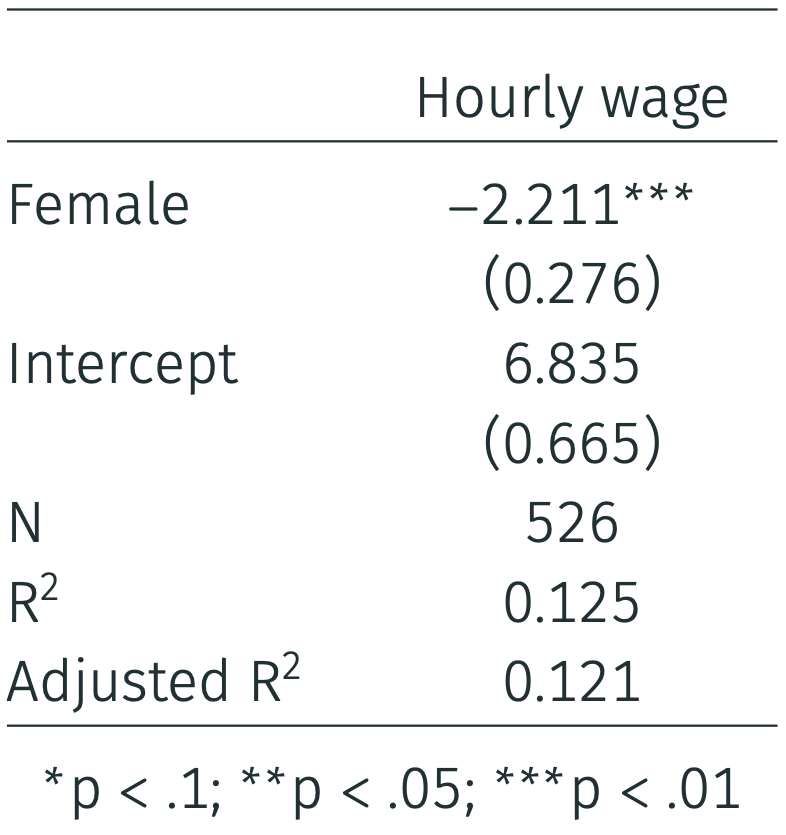 Hourly wage
Female –2.211***
(0.276)
Intercept 6.835
(0.665)
N 526
R² 0.125
Adjusted R² 0.121
*p < .1; **p < .05; ***p < .01